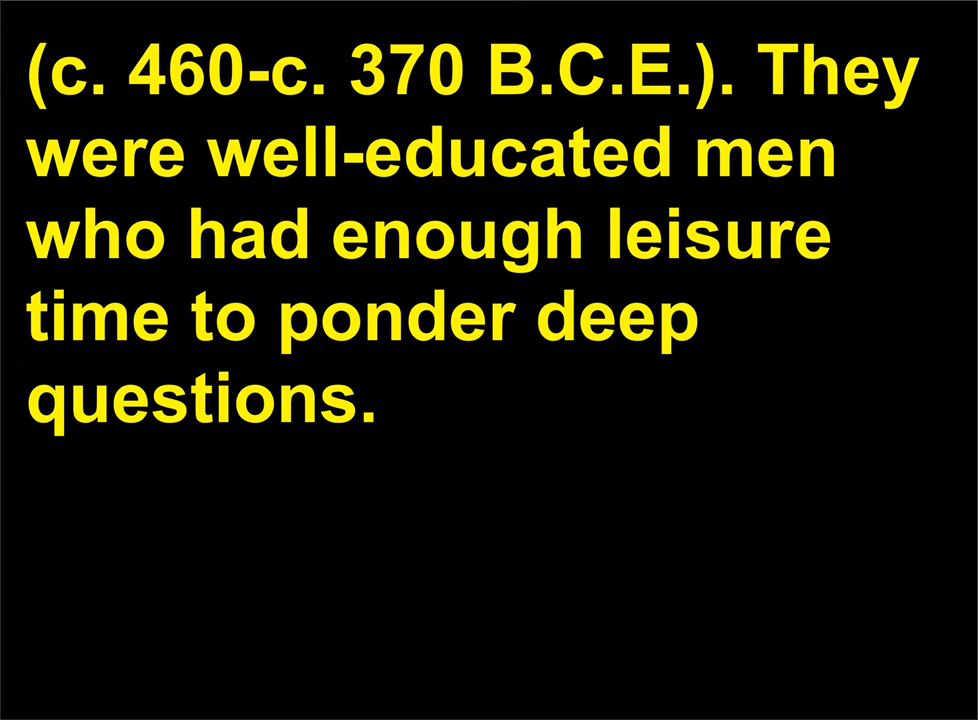 (c. 460-c. 370 B.C.E.). They
were well-educated men
who had enough leisure
time to ponder deep
questions.